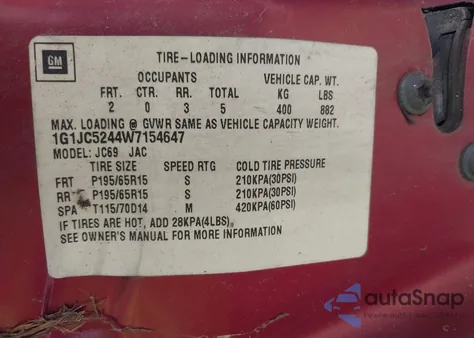 GM
TIRE-LOADING INFORMATION
OCCUPANTS VEHICLE CAP. WT.
FRT. CTR. RR. TOTAL KG LBS
2 0 3 5 400 882
MAX. LOADING @ GVWR SAME AS VEHICLE CAPACITY WEIGHT.
1G1JC5244W7154647
MODEL: JC69 JAC
TIRE SIZE SPEED RTG COLD TIRE PRESSURE
FRT P195/65R15 S 210KPA(30PSI)
RR P195/65R15 S 210KPA(30PSI)
SPA T115/70D14 M 420KPA(60PSI)
IF TIRES ARE HOT, ADD 28KPA(4LBS).
SEE OWNER'S MANUAL FOR MORE INFORMATION
autoSnap